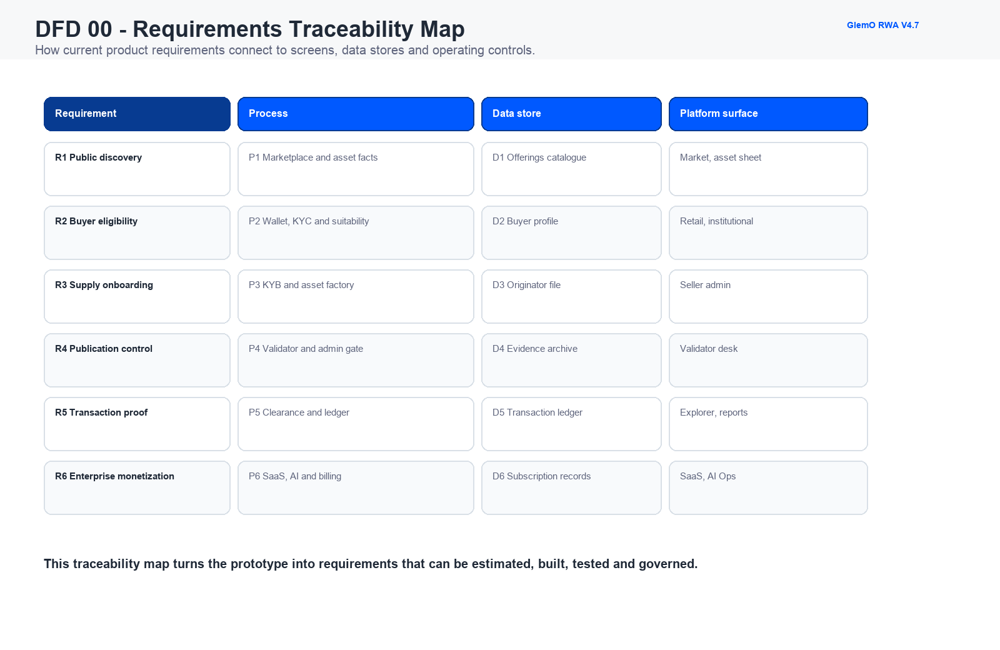 DFD 00 - Requirements Traceability Map
GlemO RWA V4.7
How current product requirements connect to screens, data stores and operating controls.
Requirement
Process
Data store
Platform surface
R1 Public discovery
P1 Marketplace and asset facts
D1 Offerings catalogue
Market, asset sheet
R2 Buyer eligibility
P2 Wallet, KYC and suitability
D2 Buyer profile
Retail, institutional
R3 Supply onboarding
P3 KYB and asset factory
D3 Originator file
Seller admin
R4 Publication control
P4 Validator and admin gate
D4 Evidence archive
Validator desk
R5 Transaction proof
P5 Clearance and ledger
D5 Transaction ledger
Explorer, reports
R6 Enterprise monetization
P6 SaaS, AI and billing
D6 Subscription records
SaaS, AI Ops
This traceability map turns the prototype into requirements that can be estimated, built, tested and governed.